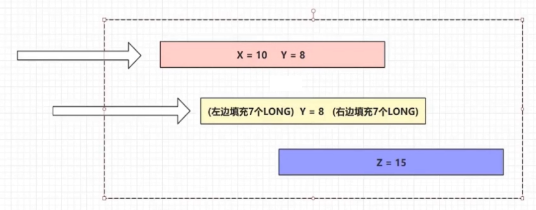 X = 10 Y = 8
(左边填充7个LONG) Y = 8 (右边填充7个LONG)
Z = 15